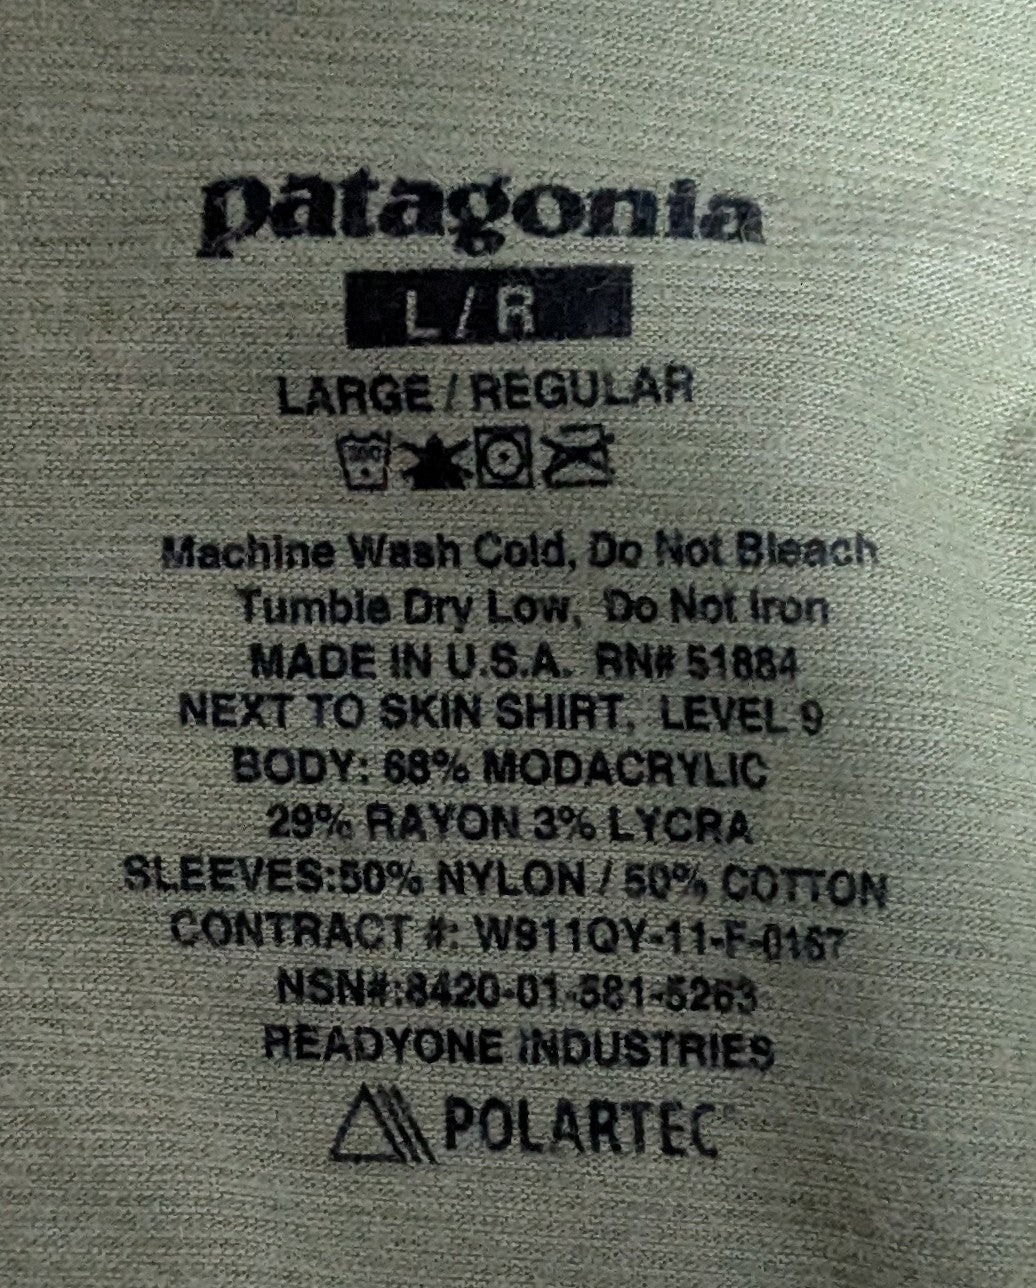 patagonia
L/R
LARGE / REGULAR
Machine Wash Cold, Do Not Bleach
Tumble Dry Low, Do Not Iron
MADE IN U.S.A. RN# 51884
NEXT TO SKIN SHIRT, LEVEL 9
BODY: 68% MODACRYLIC
29% RAYON 3% LYCRA
SLEEVES:50% NYLON / 50% COTTON
CONTRACT #: W911QY-11-F-0167
NSN#:8420-01-581-5263
READYONE INDUSTRIES
POLARTEC